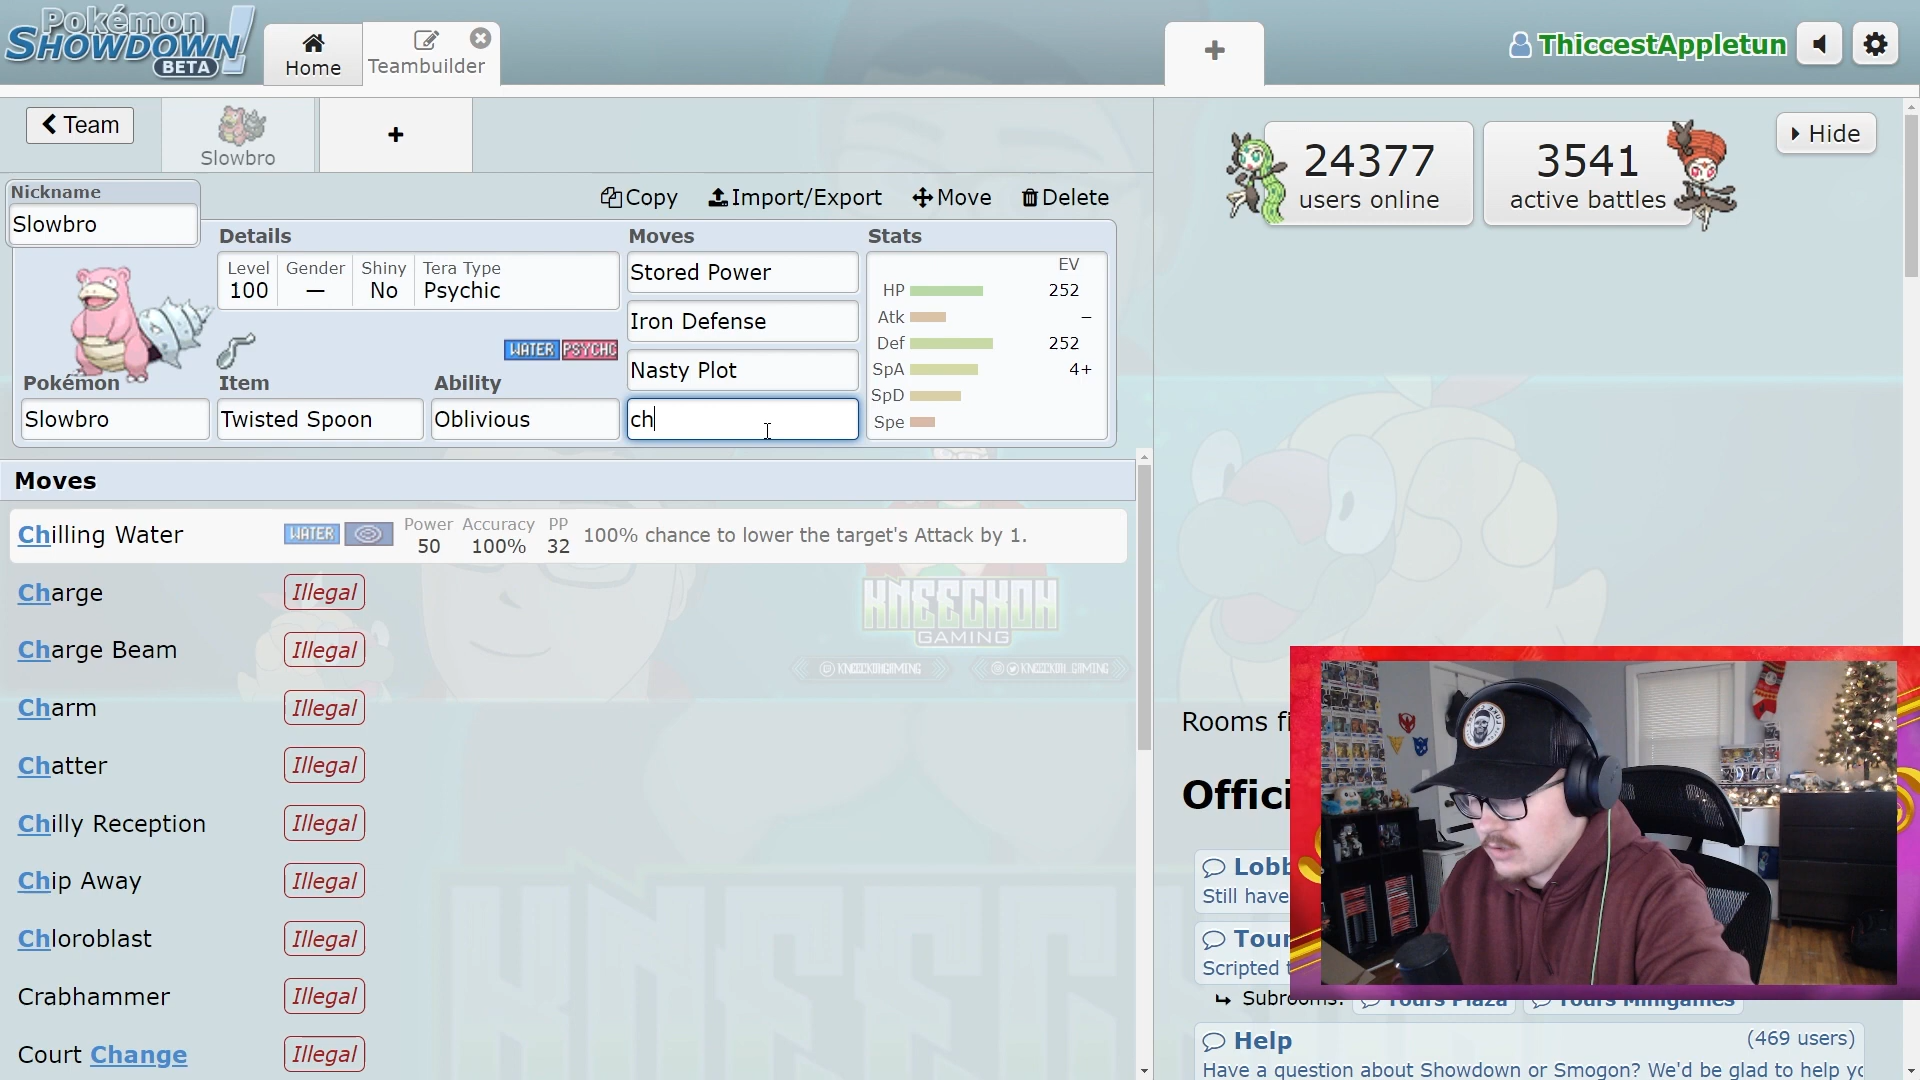 Pokémon
SHOWDOWN!
BETA
Home
Teambuilder
+
ThiccestAppletun
Team
Slowbro
+
24377
users online
3541
active battles
Hide
Nickname
Slowbro
Copy
Import/Export
Move
Delete
Details
Moves
Stats
Level
100
Gender
—
Shiny
No
Tera Type
Psychic
WATER
PSYCHC
Pokémon
Slowbro
Item
Twisted Spoon
Ability
Oblivious
Stored Power
Iron Defense
Nasty Plot
ch
EV
HP 252
Atk –
Def 252
SpA 4+
SpD
Spe
Moves
Chilling Water WATER Power 50 Accuracy 100% PP 32 100% chance to lower the target's Attack by 1.
Charge Illegal
Charge Beam Illegal
Charm Illegal
Chatter Illegal
Chilly Reception Illegal
Chip Away Illegal
Chloroblast Illegal
Crabhammer Illegal
Court Change Illegal
KNEECKOH
GAMING
KNEECKOHGAMING
KNEECKOH_GAMING
Rooms fi
Offici
Lobb
Still have
Tour
Scripted t
Subrooms: Tours Plaza Tours Minigames
Help (469 users)
Have a question about Showdown or Smogon? We'd be glad to help yo